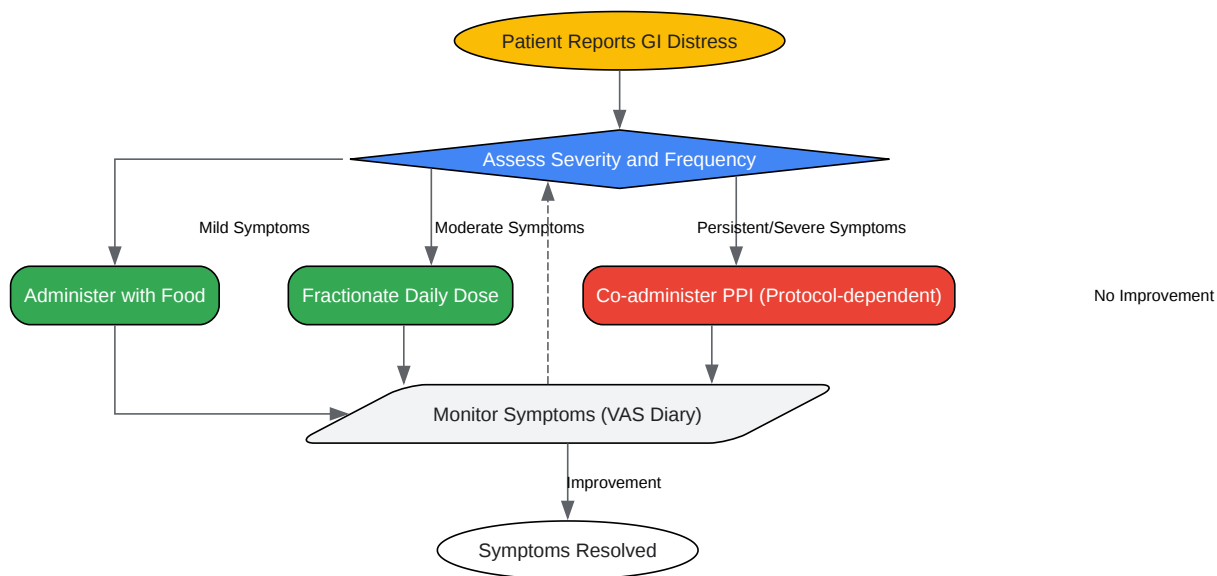 Patient Reports GI Distress
Assess Severity and Frequency
Mild Symptoms
Moderate Symptoms
Persistent/Severe Symptoms
Administer with Food
Fractionate Daily Dose
Co-administer PPI (Protocol-dependent)
No Improvement
Monitor Symptoms (VAS Diary)
Improvement
Symptoms Resolved